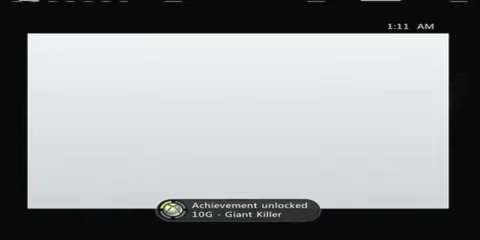 1:11 AM
Achievement unlocked
10G - Giant Killer